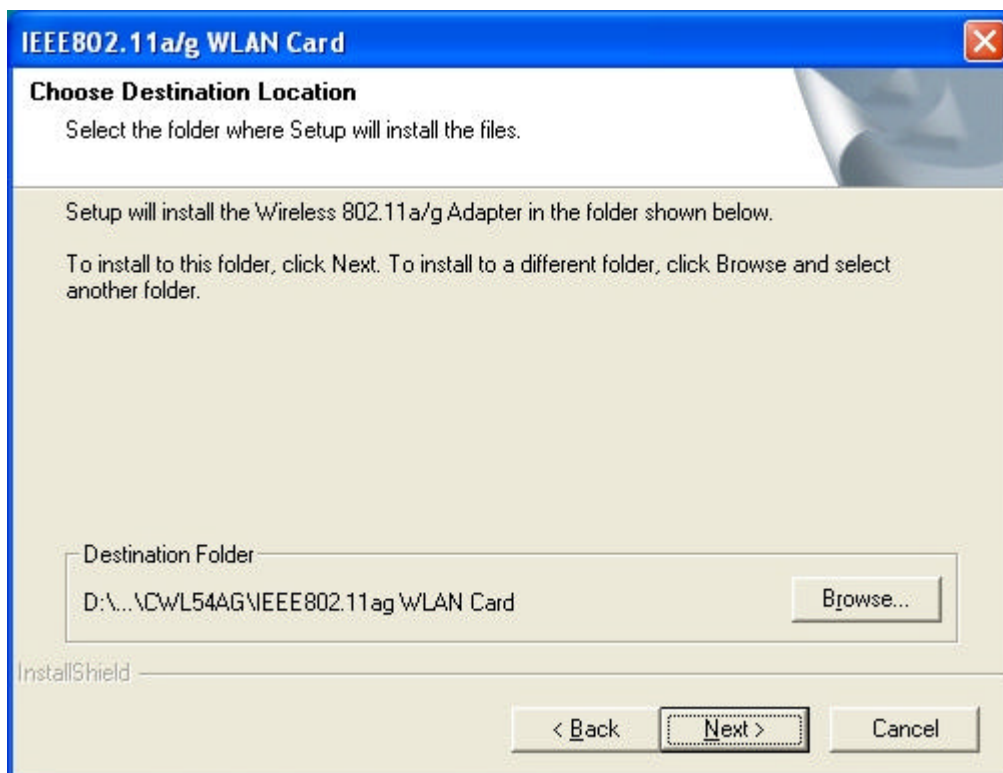 IEEE802.11a/g WLAN Card
Choose Destination Location
Select the folder where Setup will install the files.
Setup will install the Wireless 802.11a/g Adapter in the folder shown below.
To install to this folder, click Next. To install to a different folder, click Browse and select
another folder.
Destination Folder
D:\...\CWL54AG\IEEE802.11ag WLAN Card
Browse...
InstallShield
< Back
Next >
Cancel